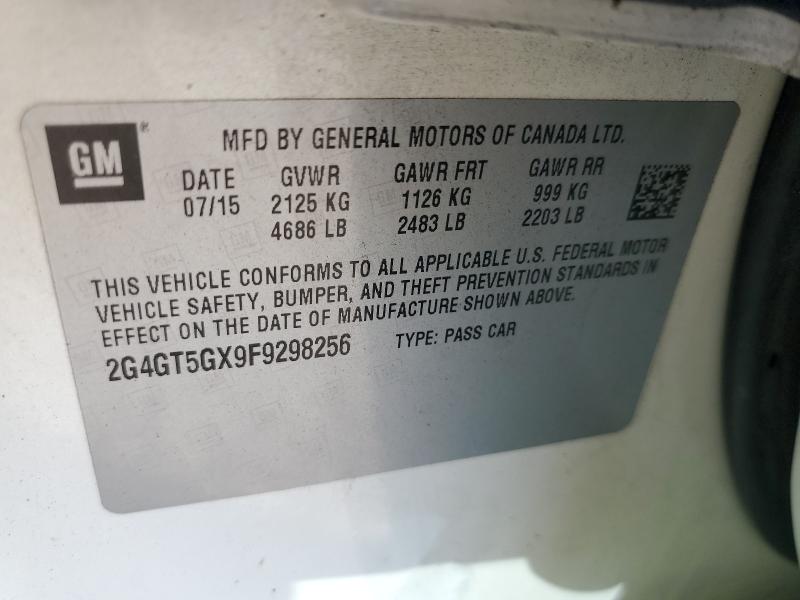 GM
MFD BY GENERAL MOTORS OF CANADA LTD.
DATE GVWR GAWR FRT GAWR RR
07/15 2125 KG 1126 KG 999 KG
4686 LB 2483 LB 2203 LB
THIS VEHICLE CONFORMS TO ALL APPLICABLE U.S. FEDERAL MOTOR
VEHICLE SAFETY, BUMPER, AND THEFT PREVENTION STANDARDS IN
EFFECT ON THE DATE OF MANUFACTURE SHOWN ABOVE.
2G4GT5GX9F9298256 TYPE: PASS CAR